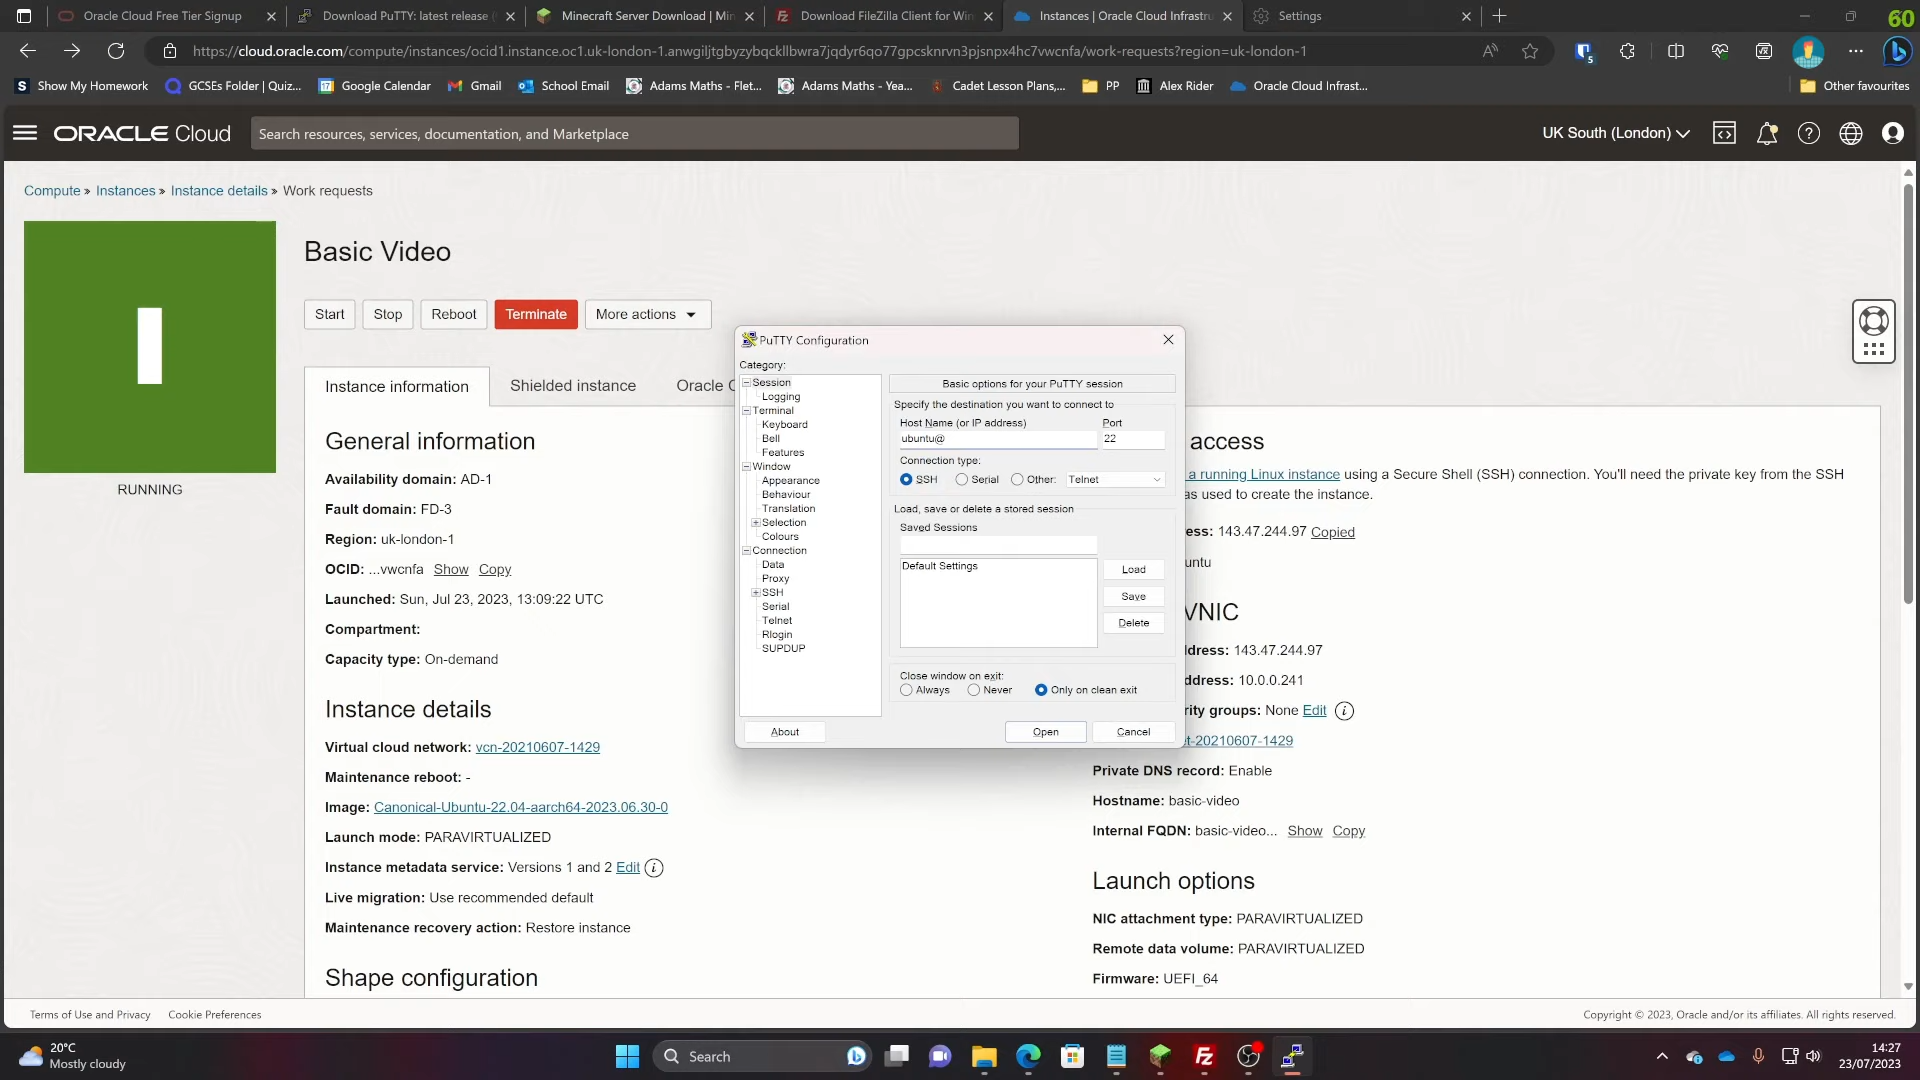 Oracle Cloud Free Tier Signup
Download PuTTY: latest release (
Minecraft Server Download | Min
Download FileZilla Client for Win
Instances | Oracle Cloud Infrastru
Settings
60
https://cloud.oracle.com/compute/instances/ocid1.instance.oc1.uk-london-1.anwgiljtgbyzybqckllbwra7jqdyr6qo77gpcsknrvn3pjsnpx4hc7vwcnfa/work-requests?region=uk-london-1
Show My Homework
GCSEs Folder | Quiz...
Google Calendar
Gmail
School Email
Adams Maths - Flet...
Adams Maths - Yea...
Cadet Lesson Plans,...
PP
Alex Rider
Oracle Cloud Infrast...
Other favourites
ORACLE Cloud
Search resources, services, documentation, and Marketplace
UK South (London)
Compute » Instances » Instance details » Work requests
Basic Video
Start
Stop
Reboot
Terminate
More actions
RUNNING
Instance information
Shielded instance
Oracle C
General information
Availability domain: AD-1
Fault domain: FD-3
Region: uk-london-1
OCID: ...vwcnfa Show Copy
Launched: Sun, Jul 23, 2023, 13:09:22 UTC
Compartment:
Capacity type: On-demand
Instance details
Virtual cloud network: vcn-20210607-1429
Maintenance reboot: -
Image: Canonical-Ubuntu-22.04-aarch64-2023.06.30-0
Launch mode: PARAVIRTUALIZED
Instance metadata service: Versions 1 and 2 Edit
Live migration: Use recommended default
Maintenance recovery action: Restore instance
Shape configuration
PuTTY Configuration
Category:
Session
Logging
Terminal
Keyboard
Bell
Features
Window
Appearance
Behaviour
Translation
Selection
Colours
Connection
Data
Proxy
SSH
Serial
Telnet
Rlogin
SUPDUP
Basic options for your PuTTY session
Specify the destination you want to connect to
Host Name (or IP address)
Port
ubuntu@
22
Connection type:
SSH
Serial
Other:
Telnet
Load, save or delete a stored session
Saved Sessions
Default Settings
Load
Save
Delete
Close window on exit:
Always
Never
Only on clean exit
About
Open
Cancel
access
a running Linux instance using a Secure Shell (SSH) connection. You'll need the private key from the SSH
as used to create the instance.
ess: 143.47.244.97 Copied
untu
VNIC
ddress: 143.47.244.97
ddress: 10.0.0.241
rity groups: None Edit
t-20210607-1429
Private DNS record: Enable
Hostname: basic-video
Internal FQDN: basic-video... Show Copy
Launch options
NIC attachment type: PARAVIRTUALIZED
Remote data volume: PARAVIRTUALIZED
Firmware: UEFI_64
Terms of Use and Privacy
Cookie Preferences
Copyright © 2023, Oracle and/or its affiliates. All rights reserved.
20°C
Mostly cloudy
Search
14:27
23/07/2023